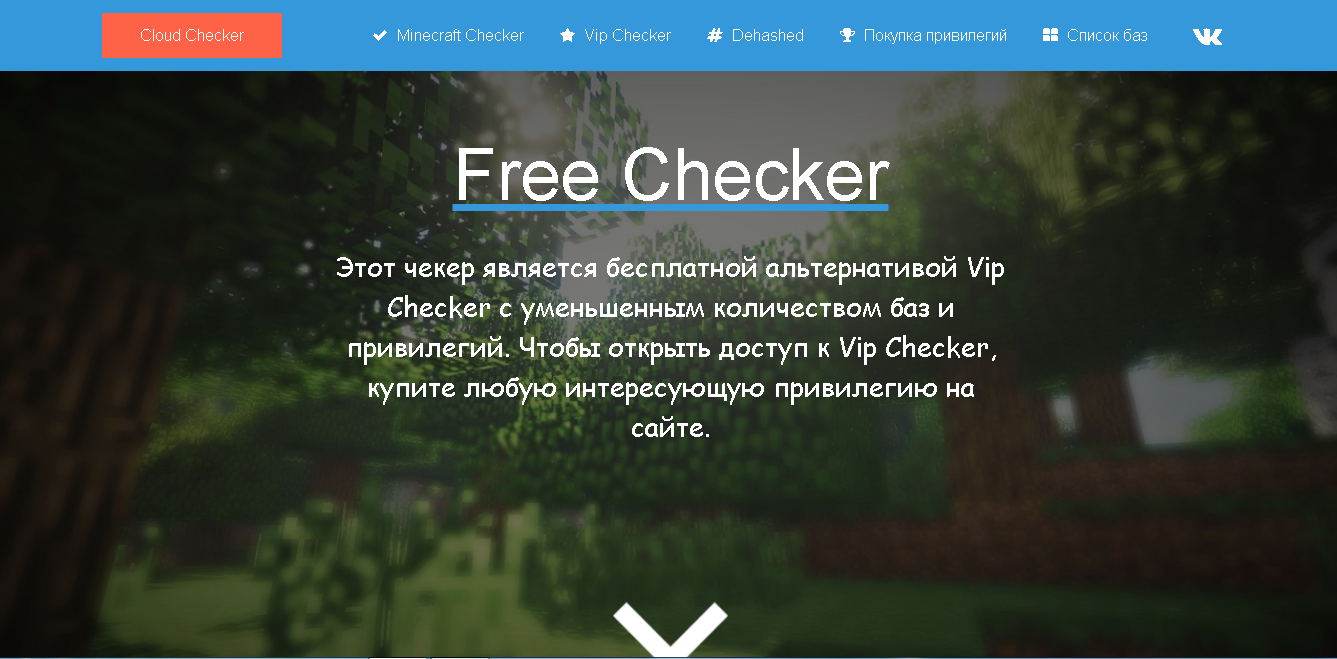 Cloud Checker
Minecraft Checker
Vip Checker
Dehashed
Покупка привилегий
Список баз
Free Checker
Этот чекер является бесплатной альтернативой Vip
Checker с уменьшенным количеством баз и
привилегий. Чтобы открыть доступ к Vip Checker,
купите любую интересующую привилегию на
сайте.